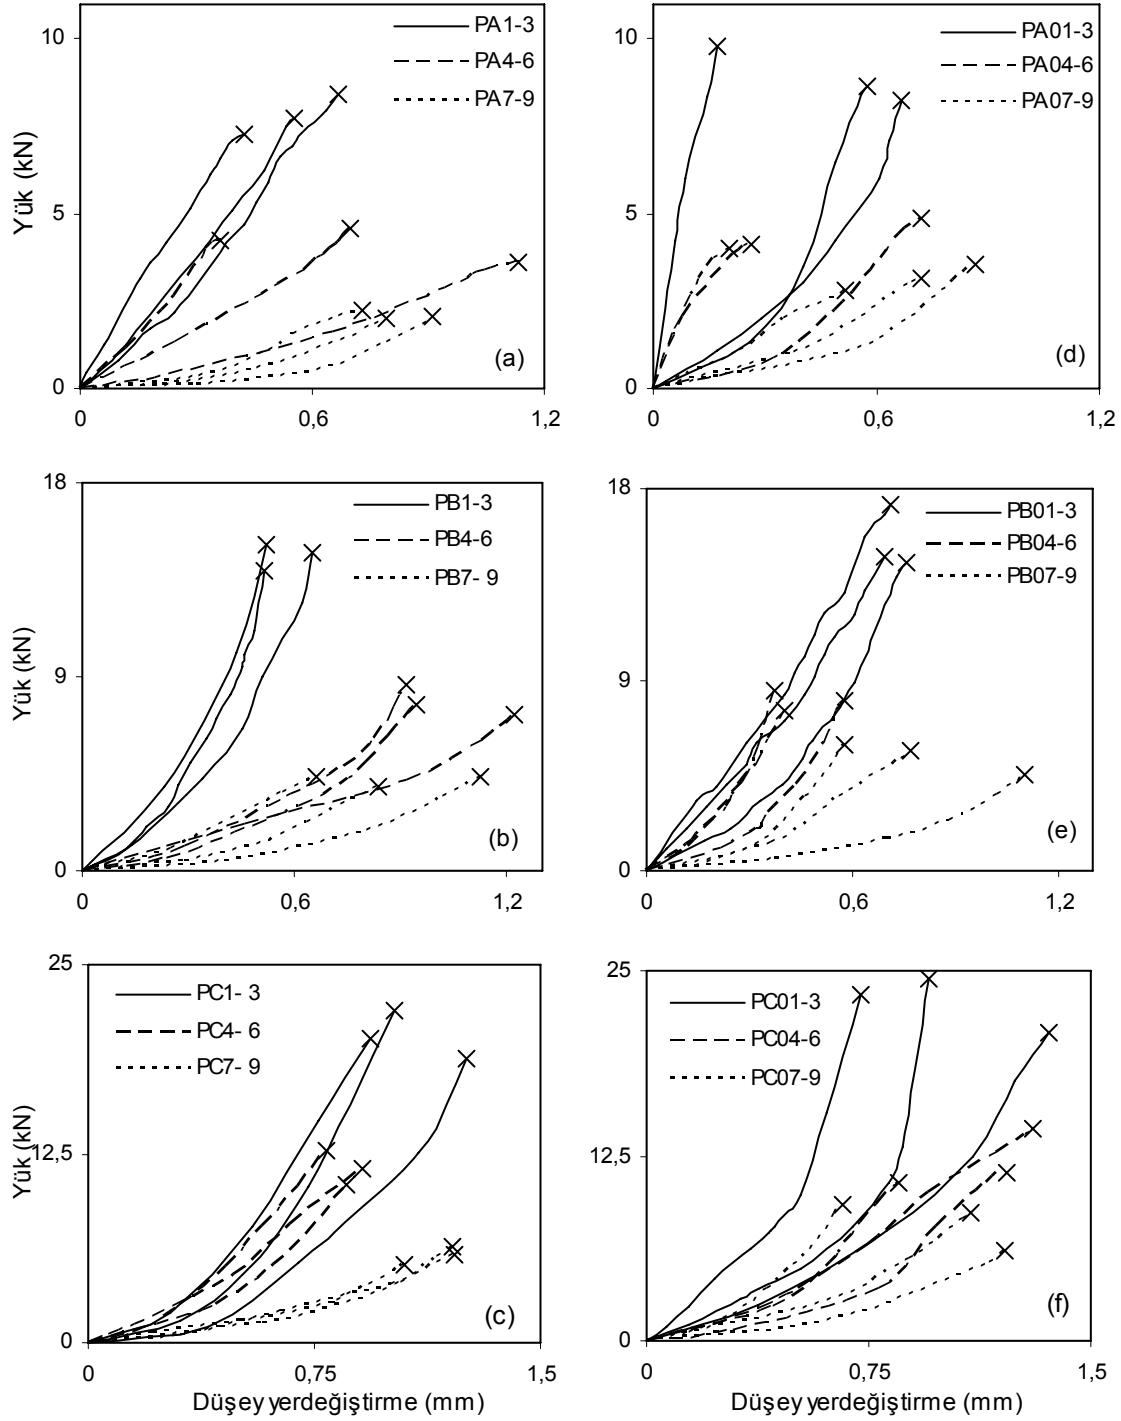 10
5
0
Yük (kN)
PA1-3
PA4-6
PA7-9
(a)
0
0,6
1,2
10
5
0
PA01-3
PA04-6
PA07-9
(d)
0
0,6
1,2
18
9
0
Yük (kN)
PB1-3
PB4-6
PB7- 9
(b)
0
0,6
1,2
18
9
0
PB01-3
PB04-6
PB07-9
(e)
0
0,6
1,2
25
12,5
0
Yük (kN)
PC1- 3
PC4- 6
PC7- 9
(c)
0
0,75
1,5
Düşey yerdeğiştirme (mm)
25
12,5
0
PC01-3
PC04-6
PC07-9
(f)
0
0,75
1,5
Düşey yerdeğiştirme (mm)